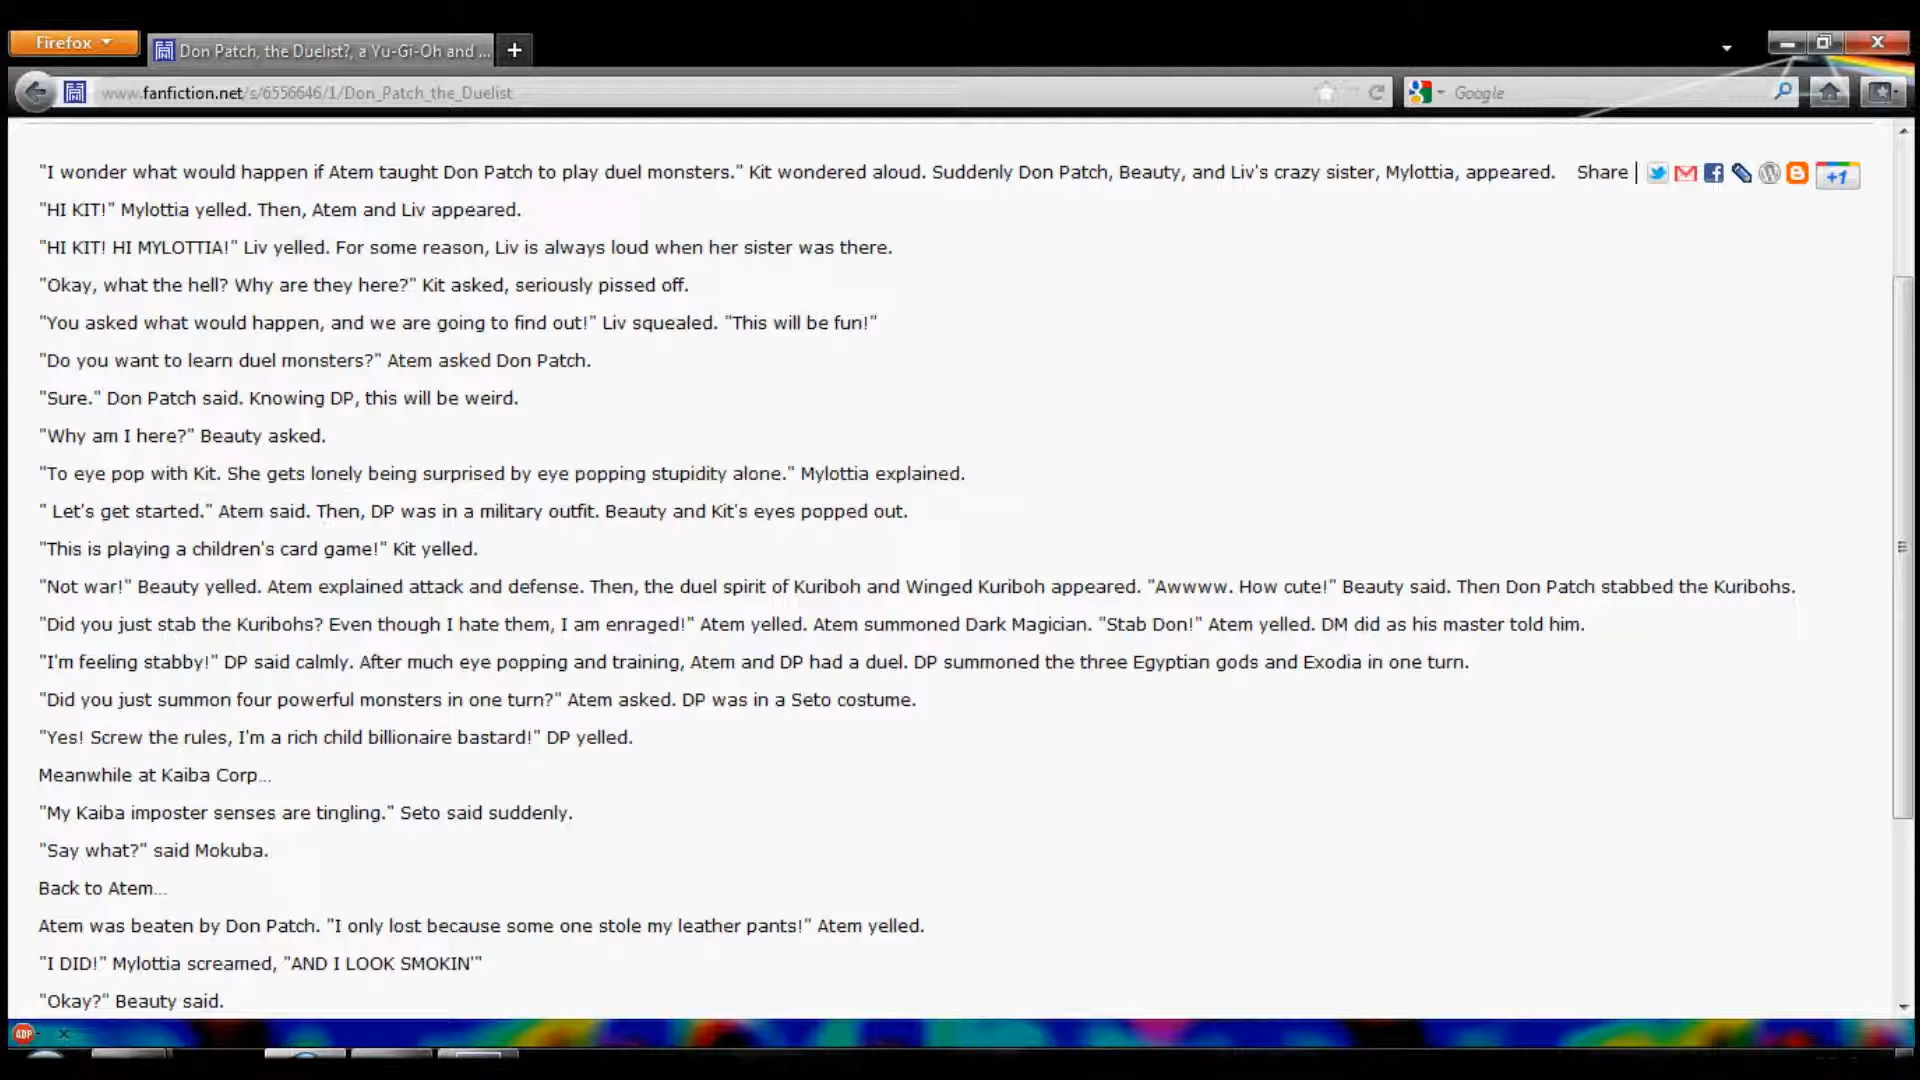 Firefox
Don Patch, the Duelist?, a Yu-Gi-Oh and ...
www.fanfiction.net/s/6556646/1/Don_Patch_the_Duelist
Google
"I wonder what would happen if Atem taught Don Patch to play duel monsters." Kit wondered aloud. Suddenly Don Patch, Beauty, and Liv's crazy sister, Mylottia, appeared.
Share
+1
"HI KIT!" Mylottia yelled. Then, Atem and Liv appeared.
"HI KIT! HI MYLOTTIA!" Liv yelled. For some reason, Liv is always loud when her sister was there.
"Okay, what the hell? Why are they here?" Kit asked, seriously pissed off.
"You asked what would happen, and we are going to find out!" Liv squealed. "This will be fun!"
"Do you want to learn duel monsters?" Atem asked Don Patch.
"Sure." Don Patch said. Knowing DP, this will be weird.
"Why am I here?" Beauty asked.
"To eye pop with Kit. She gets lonely being surprised by eye popping stupidity alone." Mylottia explained.
" Let's get started." Atem said. Then, DP was in a military outfit. Beauty and Kit's eyes popped out.
"This is playing a children's card game!" Kit yelled.
"Not war!" Beauty yelled. Atem explained attack and defense. Then, the duel spirit of Kuriboh and Winged Kuriboh appeared. "Awwww. How cute!" Beauty said. Then Don Patch stabbed the Kuribohs.
"Did you just stab the Kuribohs? Even though I hate them, I am enraged!" Atem yelled. Atem summoned Dark Magician. "Stab Don!" Atem yelled. DM did as his master told him.
"I'm feeling stabby!" DP said calmly. After much eye popping and training, Atem and DP had a duel. DP summoned the three Egyptian gods and Exodia in one turn.
"Did you just summon four powerful monsters in one turn?" Atem asked. DP was in a Seto costume.
"Yes! Screw the rules, I'm a rich child billionaire bastard!" DP yelled.
Meanwhile at Kaiba Corp...
"My Kaiba imposter senses are tingling." Seto said suddenly.
"Say what?" said Mokuba.
Back to Atem...
Atem was beaten by Don Patch. "I only lost because some one stole my leather pants!" Atem yelled.
"I DID!" Mylottia screamed, "AND I LOOK SMOKIN'"
"Okay?" Beauty said.
ABP